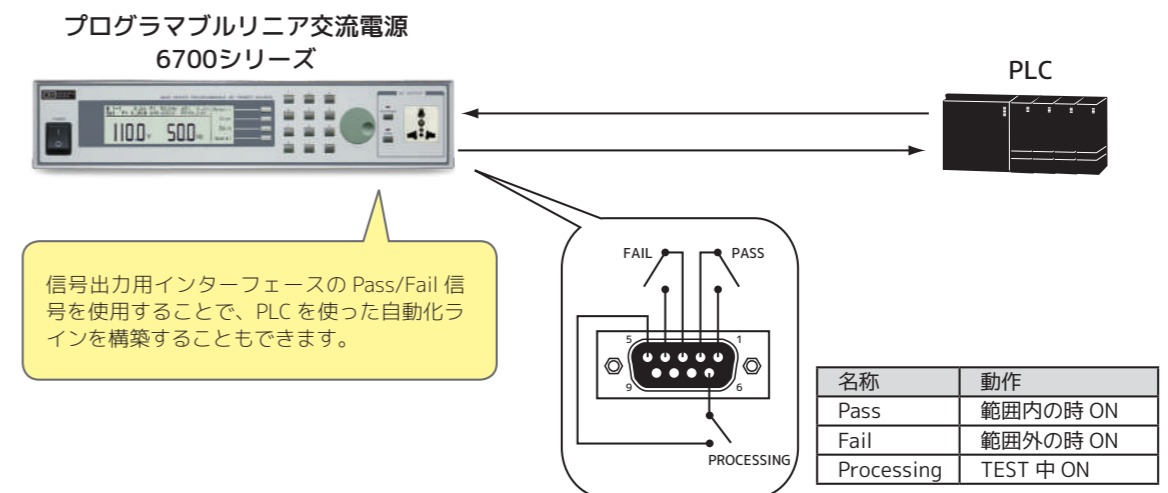 プログラマブルリニア交流電源
6700シリーズ
PLC
110.0
50.0
信号出力用インターフェースの Pass/Fail 信
号を使用することで、PLC を使った自動化ラ
インを構築することもできます。
FAIL
PASS
5
1
9
6
PROCESSING
名称 動作
Pass 範囲内の時 ON
Fail 範囲外の時 ON
Processing TEST 中 ON